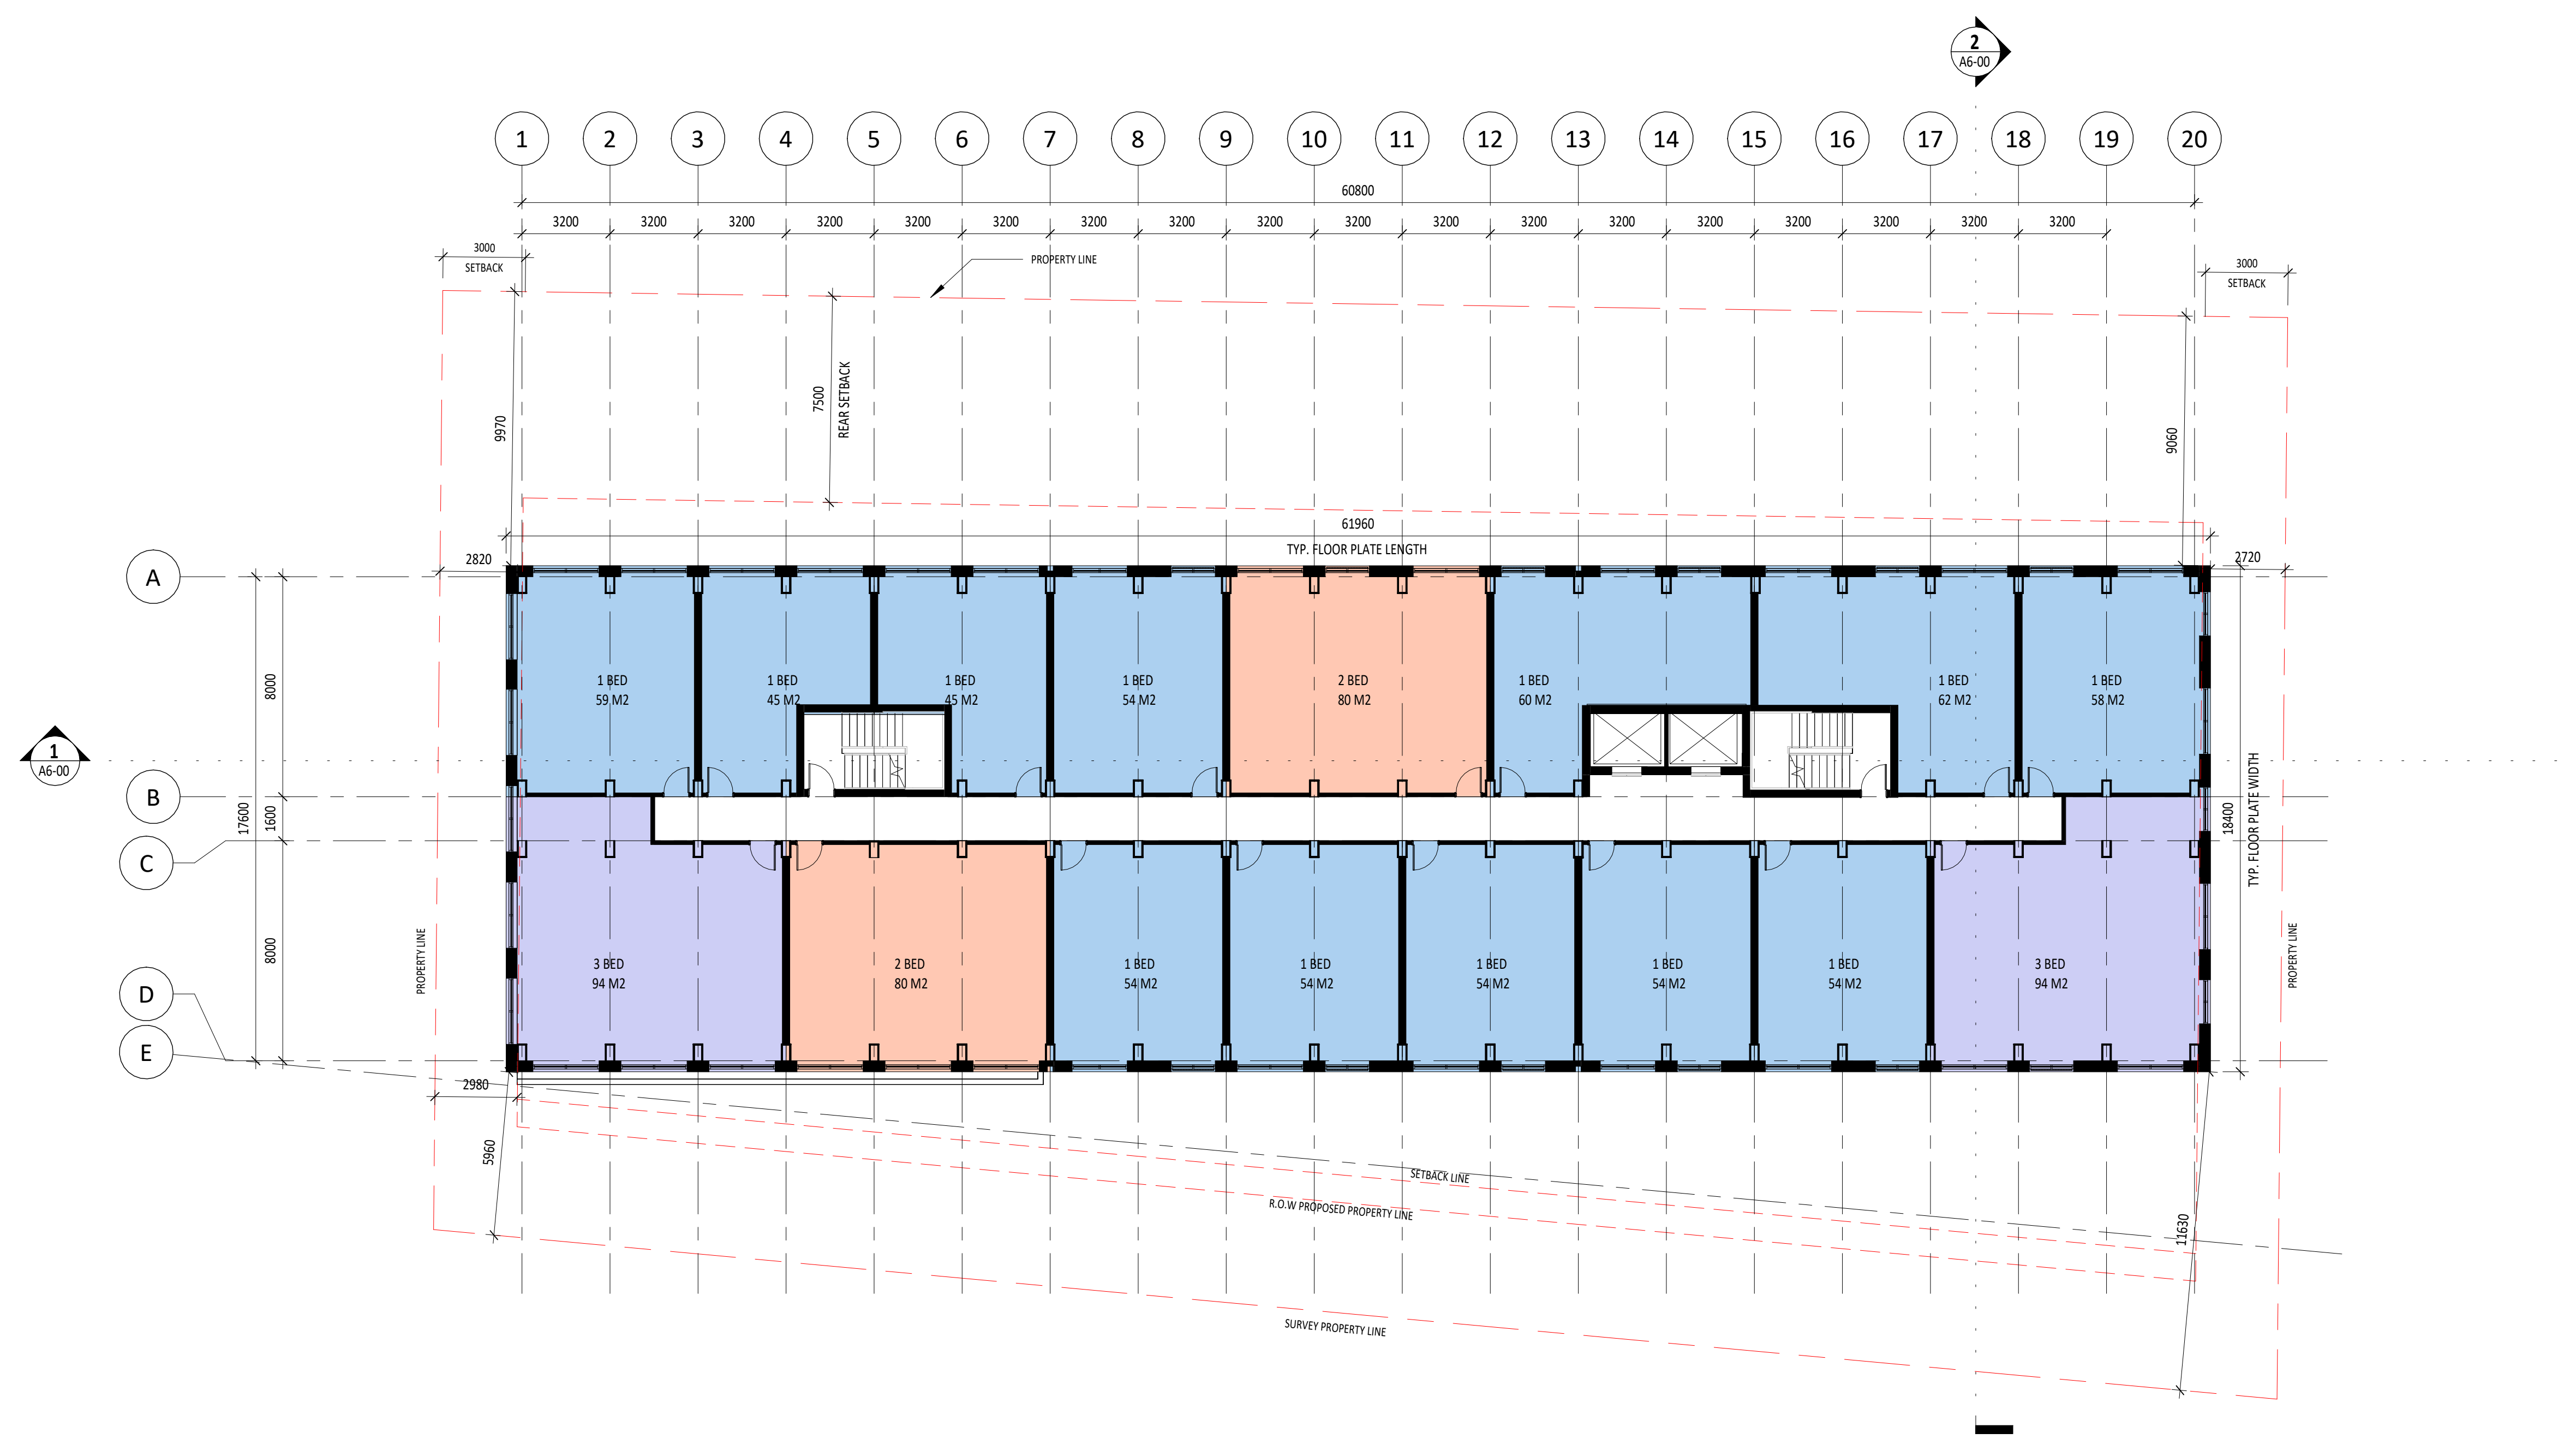 2
A6-00
1 2 3 4 5 6 7 8 9 10 11 12 13 14 15 16 17 18 19 20
60800
3200 3200 3200 3200 3200 3200 3200 3200 3200 3200 3200 3200 3200 3200 3200 3200 3200 3200
3000
SETBACK
PROPERTY LINE
3000
SETBACK
9970
7500
REAR SETBACK
9060
61960
TYP. FLOOR PLATE LENGTH
2820
2720
A
8000
1 BED
59 M2
1 BED
45 M2
1 BED
45 M2
1 BED
54 M2
2 BED
80 M2
1 BED
60 M2
1 BED
62 M2
1 BED
58 M2
1
A6-00
B
17600
1600
18400
TYP. FLOOR PLATE WIDTH
C
8000
PROPERTY LINE
3 BED
94 M2
2 BED
80 M2
1 BED
54 M2
1 BED
54 M2
1 BED
54 M2
1 BED
54 M2
1 BED
54 M2
3 BED
94 M2
PROPERTY LINE
D
E
2980
5960
SETBACK LINE
R.O.W PROPOSED PROPERTY LINE
11630
SURVEY PROPERTY LINE